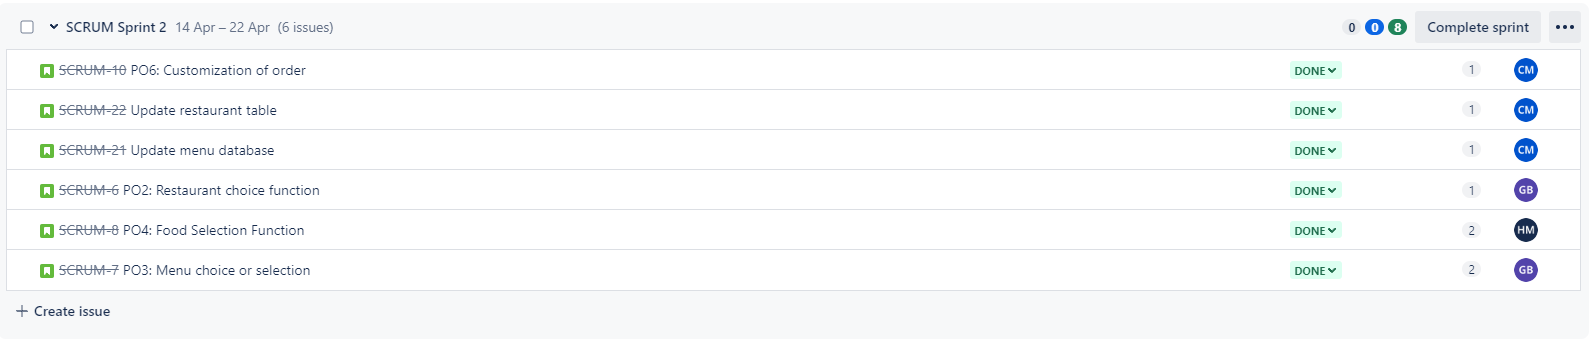 SCRUM Sprint 2 14 Apr – 22 Apr (6 issues) 0 0 8 Complete sprint
SCRUM-10 PO6: Customization of order DONE 1 CM
SCRUM-22 Update restaurant table DONE 1 CM
SCRUM-21 Update menu database DONE 1 CM
SCRUM-6 PO2: Restaurant choice function DONE 1 GB
SCRUM-8 PO4: Food Selection Function DONE 2 HM
SCRUM-7 PO3: Menu choice or selection DONE 2 GB
+ Create issue